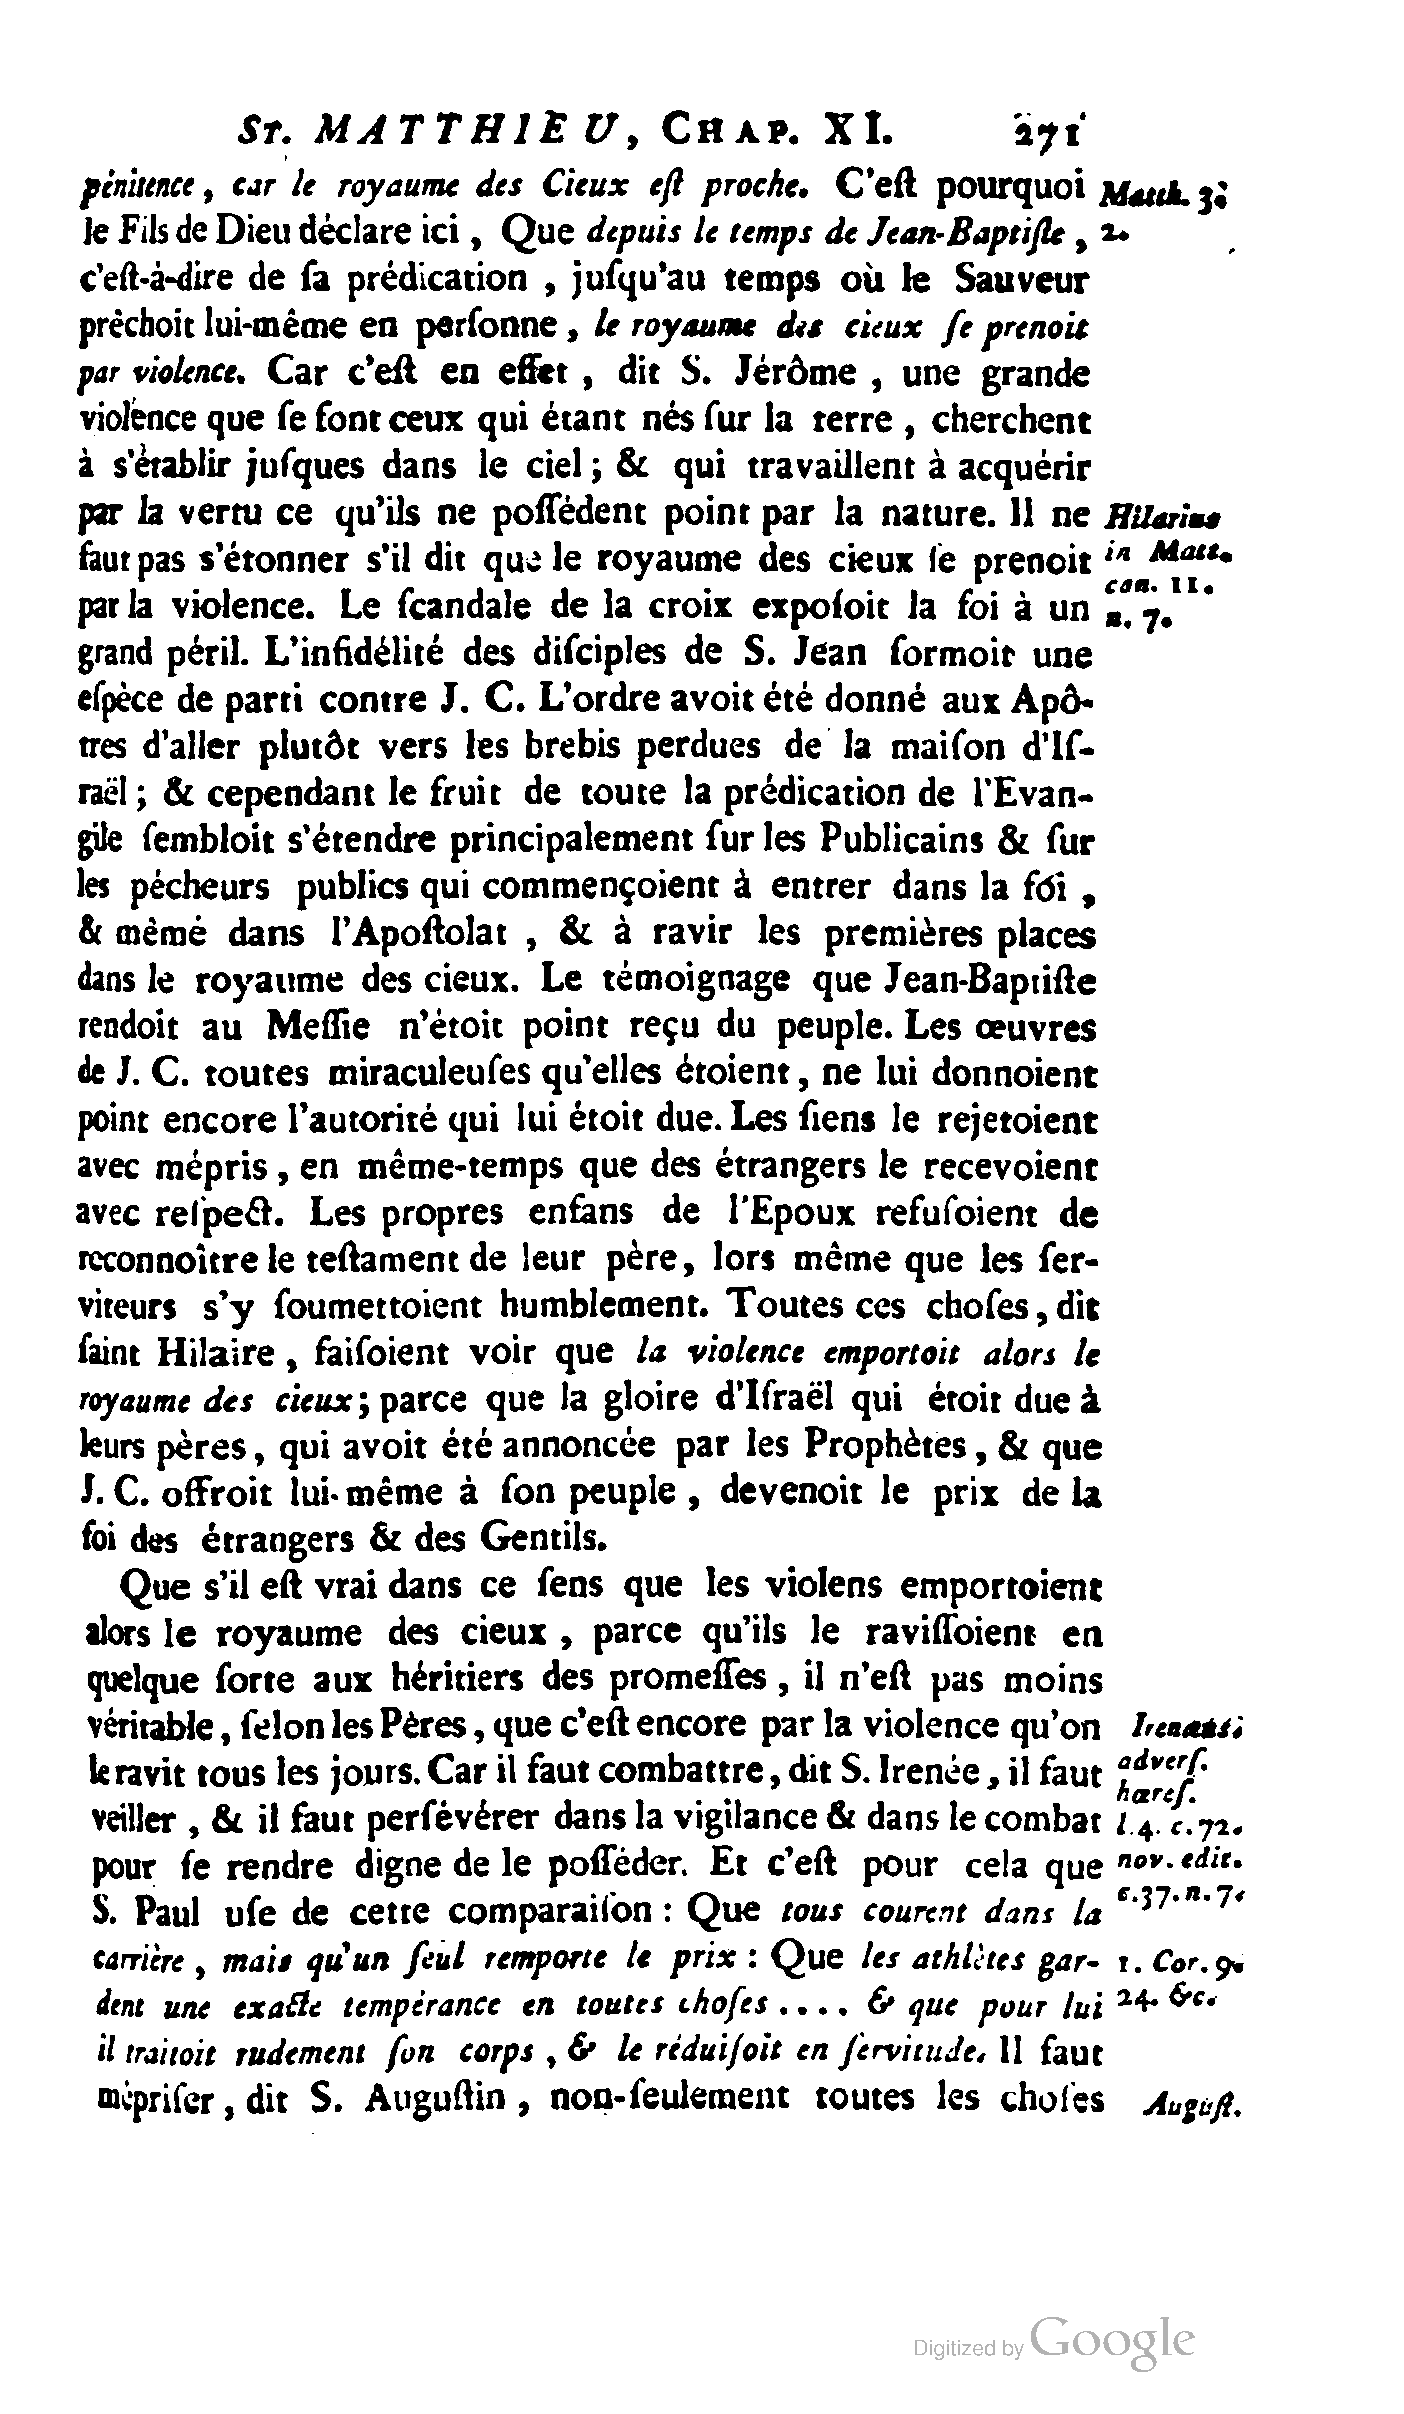 ST. MATTHIEU, CHAP. XI. 271
pénitence, car le royaume des Cieux eſt proche. C'eſt pourquoi Matth. 3.
le Fils de Dieu déclare ici, Que depuis le temps de Jean-Baptiſte, 2.
c'eſt-à-dire de ſa prédication, juſqu'au temps où le Sauveur
prêchoit lui-même en perſonne, le royaume des cieux ſe prenoit
par violence. Car c'eſt en effet, dit S. Jérôme, une grande
violence que ſe font ceux qui étant nés ſur la terre, cherchent
à s'établir juſques dans le ciel; & qui travaillent à acquérir
par la vertu ce qu'ils ne poſſèdent point par la nature. Il ne Hilarius
faut pas s'étonner s'il dit que le royaume des cieux ſe prenoit in Matt.
par la violence. Le ſcandale de la croix expoſoit la foi à un can. 11.
n. 7.
grand péril. L'infidélité des diſciples de S. Jean formoit une
eſpèce de parti contre J. C. L'ordre avoit été donné aux Apô-
tres d'aller plutôt vers les brebis perdues de la maiſon d'Iſ-
raël; & cependant le fruit de toute la prédication de l'Evan-
gile ſembloit s'étendre principalement ſur les Publicains & ſur
les pécheurs publics qui commençoient à entrer dans la foi,
& même dans l'Apoſtolat, & à ravir les premières places
dans le royaume des cieux. Le témoignage que Jean-Baptiſte
rendoit au Meſſie n'étoit point reçu du peuple. Les œuvres
de J. C. toutes miraculeuſes qu'elles étoient, ne lui donnoient
point encore l'autorité qui lui étoit due. Les ſiens le rejetoient
avec mépris, en même-temps que des étrangers le recevoient
avec reſpect. Les propres enfans de l'Epoux refuſoient de
reconnoître le teſtament de leur père, lors même que les ſer-
viteurs s'y ſoumettoient humblement. Toutes ces choſes, dit
ſaint Hilaire, faiſoient voir que la violence emportoit alors le
royaume des cieux; parce que la gloire d'Iſraël qui étoit due à
leurs pères, qui avoit été annoncée par les Prophètes, & que
J. C. offroit lui-même à ſon peuple, devenoit le prix de la
foi des étrangers & des Gentils.
Que s'il eſt vrai dans ce ſens que les violens emportoient
alors le royaume des cieux, parce qu'ils le raviſſoient en
quelque ſorte aux héritiers des promeſſes, il n'eſt pas moins
véritable, ſelon les Pères, que c'eſt encore par la violence qu'on Irenæus
le ravit tous les jours. Car il faut combattre, dit S. Irenée, il faut adverſ.
hæreſ.
veiller, & il faut perſévérer dans la vigilance & dans le combat l. 4. c. 72.
pour ſe rendre digne de le poſſéder. Et c'eſt pour cela que nov. edit.
S. Paul uſe de cette comparaiſon : Que tous courent dans la c. 37. n. 7.
carrière, mais qu'un ſeul remporte le prix : Que les athlètes gar- 1. Cor. 9.
dent une exacte tempérance en toutes choſes.... & que pour lui 24. &c.
il traitoit rudement ſon corps, & le réduiſoit en ſervitude. Il faut
mépriſer, dit S. Auguſtin, non-ſeulement toutes les choſes Auguſt.
Digitized by Google